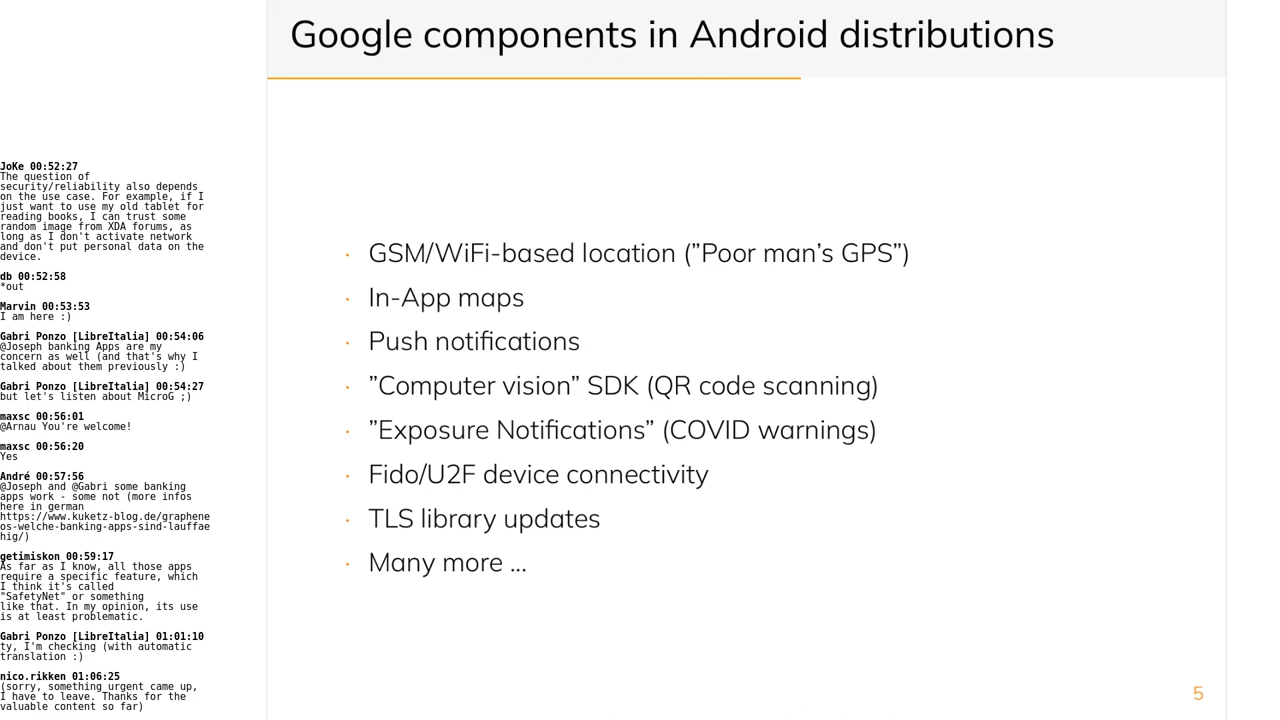 Google components in Android distributions
JoKe 00:52:27
The question of
security/reliability also depends
on the use case. For example, if I
just want to use my old tablet for
reading books, I can trust some
random image from XDA forums, as
long as I don't activate network
and don't put personal data on the
device.
db 00:52:58
*out
Marvin 00:53:53
I am here :)
Gabri Ponzo [LibreItalia] 00:54:06
@Joseph banking Apps are my
concern as well (and that's why I
talked about them previously :)
Gabri Ponzo [LibreItalia] 00:54:27
but let's listen about MicroG ;)
maxsc 00:56:01
@Arnau You're welcome!
maxsc 00:56:20
Yes
André 00:57:56
@Joseph and @Gabri some banking
apps work - some not (more infos
here in german
https://www.kuketz-blog.de/graphene
os-welche-banking-apps-sind-lauffae
hig/)
getimiskon 00:59:17
As far as I know, all those apps
require a specific feature, which
I think it's called
"SafetyNet" or something
like that. In my opinion, its use
is at least problematic.
Gabri Ponzo [LibreItalia] 01:01:10
ty, I'm checking (with automatic
translation :)
nico.rikken 01:06:25
(sorry, something urgent came up,
I have to leave. Thanks for the
valuable content so far)
· GSM/WiFi-based location (”Poor man’s GPS”)
· In-App maps
· Push notifications
· ”Computer vision” SDK (QR code scanning)
· ”Exposure Notifications” (COVID warnings)
· Fido/U2F device connectivity
· TLS library updates
· Many more ...
5